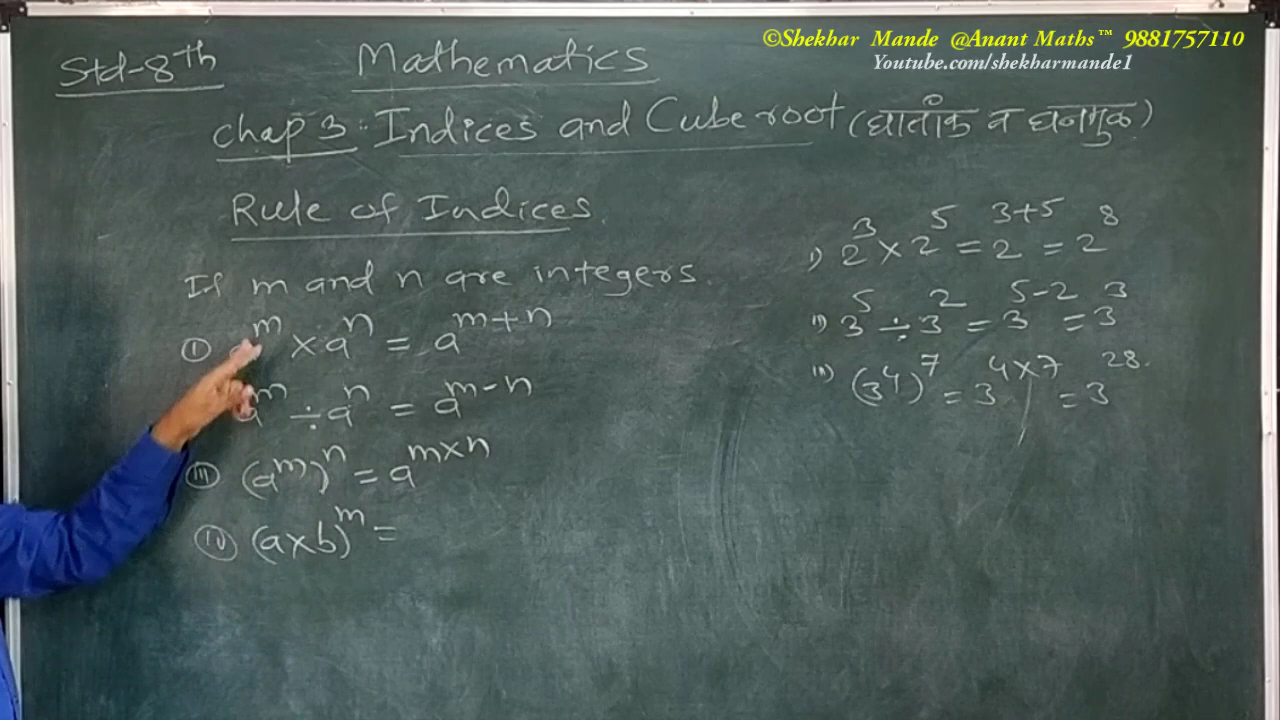 ©Shekhar Mande @Anant Maths™ 9881757110
Youtube.com/shekharmande1
Std-8th
Mathematics
Chap 3: Indices and Cube root (घातांक व घनमुळ)
Rule of Indices.
If m and n are integers.
(i) aᵐ × aⁿ = aᵐ⁺ⁿ
aᵐ ÷ aⁿ = aᵐ⁻ⁿ
(iii) (aᵐ)ⁿ = aᵐˣⁿ
(iv) (a×b)ᵐ =
i) 2³ × 2⁵ = 2³⁺⁵ = 2⁸
ii) 3⁵ ÷ 3² = 3⁵⁻² = 3³
iii) (3⁴)⁷ = 3⁴ˣ⁷ = 3²⁸.